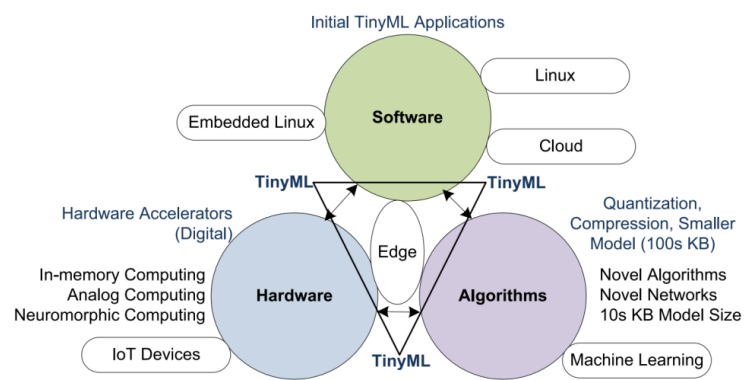 Initial TinyML Applications
Linux
Software
Embedded Linux
Cloud
TinyML
TinyML
Hardware Accelerators
(Digital)
Quantization,
Compression, Smaller
Model (100s KB)
Edge
In-memory Computing
Analog Computing
Neuromorphic Computing
Hardware
Algorithms
Novel Algorithms
Novel Networks
10s KB Model Size
IoT Devices
TinyML
Machine Learning